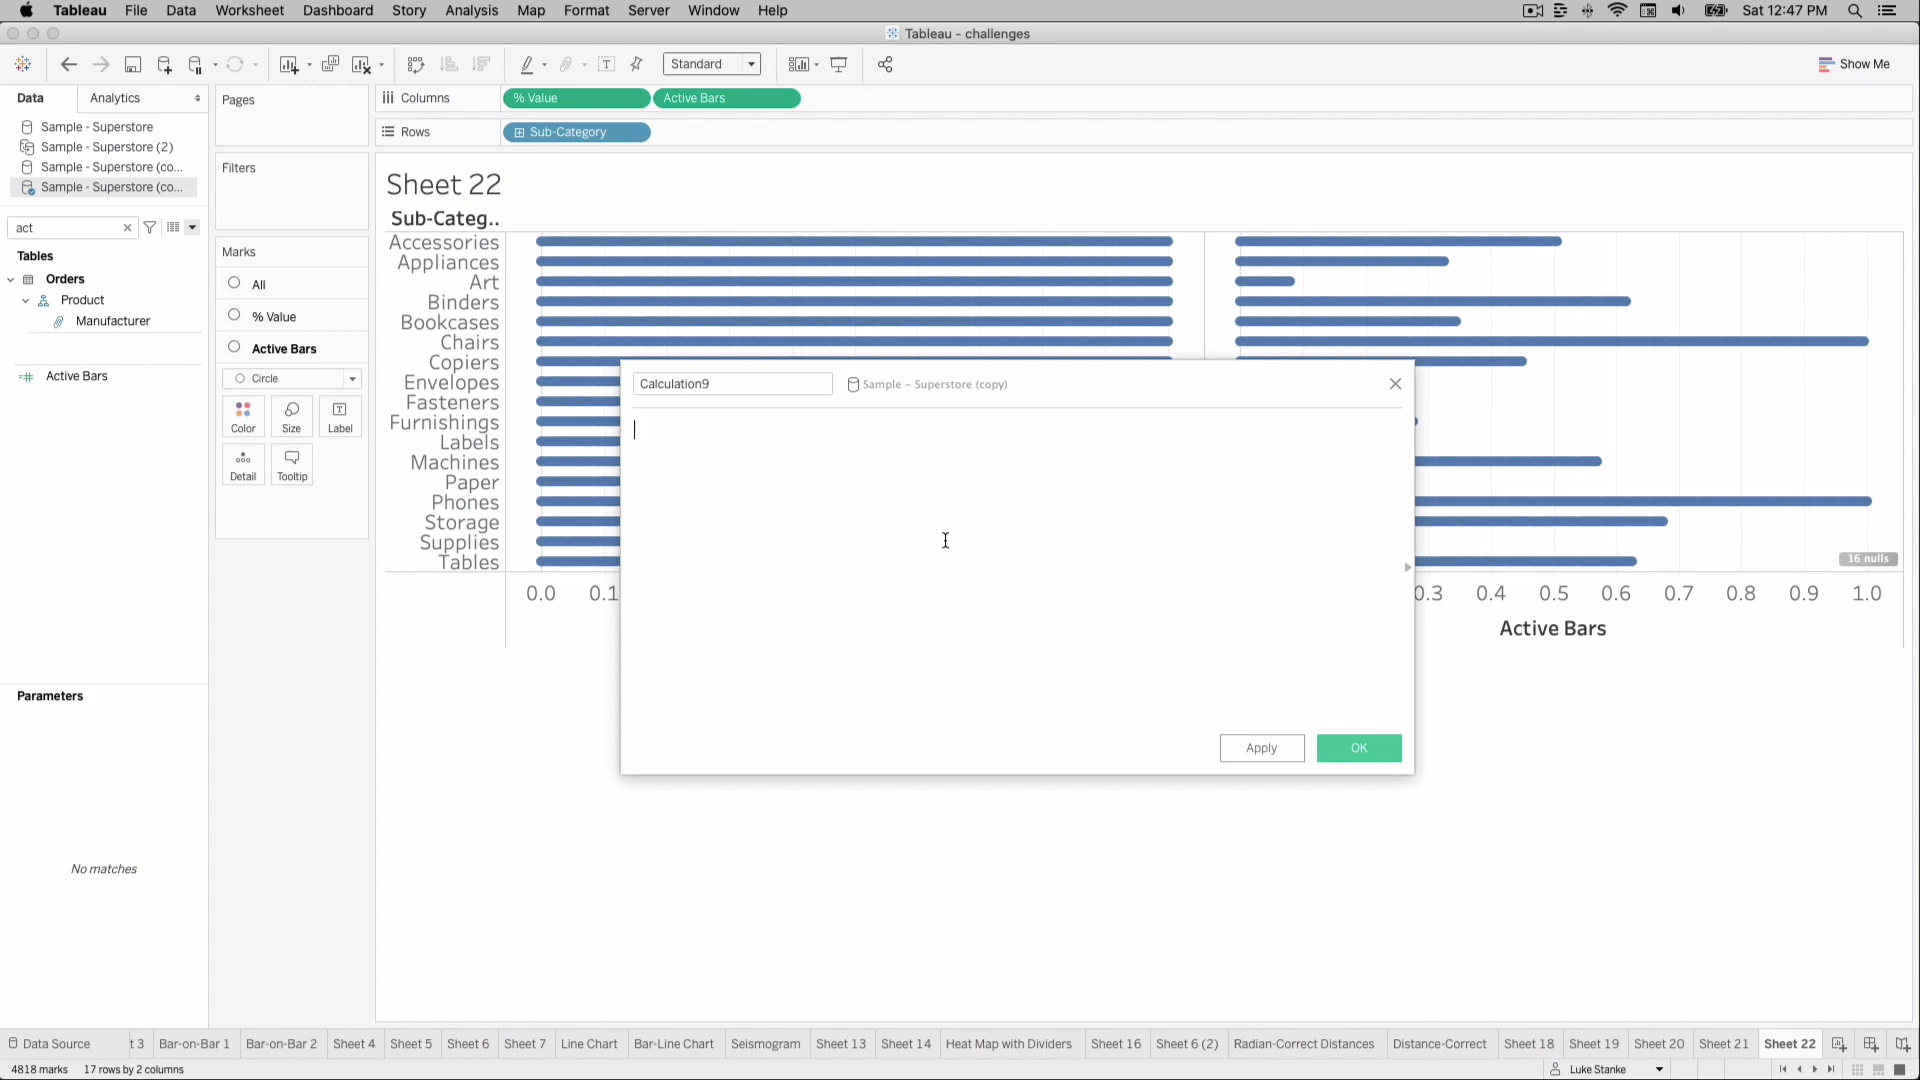 Tableau File Data Worksheet Dashboard Story Analysis Map Format Server Window Help Sat 12:47 PM
Tableau - challenges
Standard Show Me
Data Analytics Pages Columns % Value Active Bars
Sample - Superstore
Sample - Superstore (2)
Sample - Superstore (co...
Sample - Superstore (co...
Rows Sub-Category
Filters
act
Tables
Orders
Product
Manufacturer
Active Bars
Parameters
No matches
Marks
All
% Value
Active Bars
Circle
Color Size Label
Detail Tooltip
Sheet 22
Sub-Categ..
Accessories
Appliances
Art
Binders
Bookcases
Chairs
Copiers
Envelopes
Fasteners
Furnishings
Labels
Machines
Paper
Phones
Storage
Supplies
Tables
16 nulls
0.0 0.1 0.3 0.4 0.5 0.6 0.7 0.8 0.9 1.0
Active Bars
Calculation9 Sample - Superstore (copy)
Apply OK
Data Source t 3 Bar-on-Bar 1 Bar-on-Bar 2 Sheet 4 Sheet 5 Sheet 6 Sheet 7 Line Chart Bar-Line Chart Seismogram Sheet 13 Sheet 14 Heat Map with Dividers Sheet 16 Sheet 6 (2) Radian-Correct Distances Distance-Correct Sheet 18 Sheet 19 Sheet 20 Sheet 21 Sheet 22
4818 marks 17 rows by 2 columns Luke Stanke